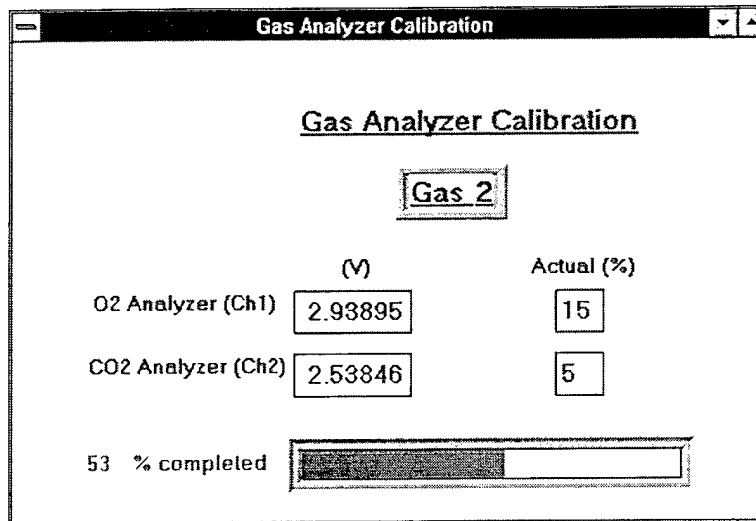 Gas Analyzer Calibration
Gas Analyzer Calibration
Gas 2
(V) Actual (%)
O2 Analyzer (Ch1) 2.93895 15
CO2 Analyzer (Ch2) 2.53846 5
53 % completed